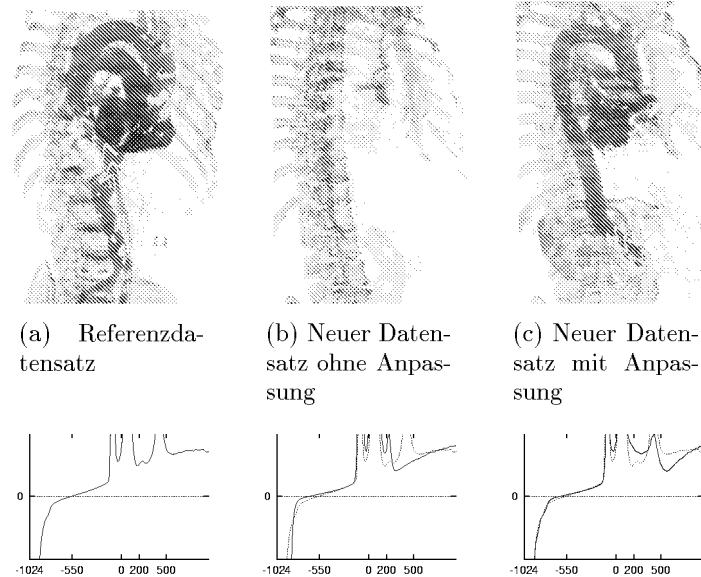 (a) Referenzda-
tensatz
(b) Neuer Daten-
satz ohne Anpas-
sung
(c) Neuer Daten-
satz mit Anpas-
sung
0
-1024 -550 0 200 500
0
-1024 -550 0 200 500
0
-1024 -550 0 200 500